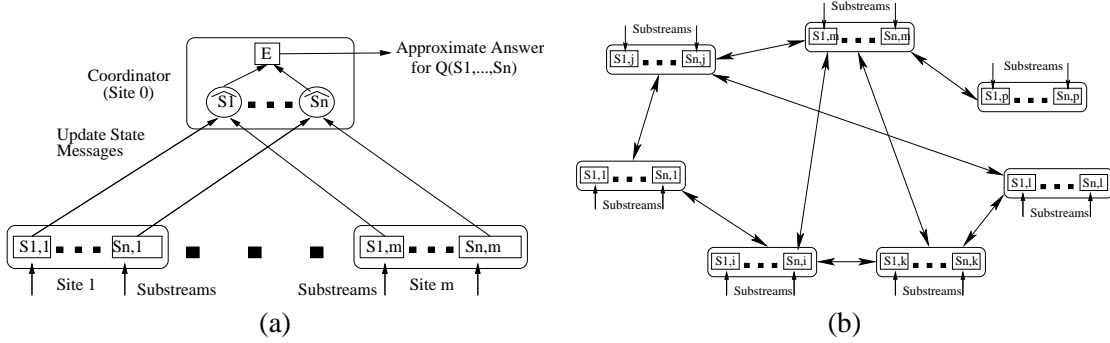 E
Approximate Answer
for Q(S1,...,Sn)
Coordinator
(Site 0)
S1
Sn
Update State
Messages
S1,1
Sn,1
S1,m
Sn,m
Site 1
Substreams
Substreams
Site m
(a)
Substreams
Substreams
S1,j
Sn,j
S1,m
Sn,m
Substreams
S1,p
Sn,p
S1,1
Sn,1
Substreams
S1,l
Sn,l
Substreams
S1,i
Sn,i
S1,k
Sn,k
Substreams
Substreams
(b)